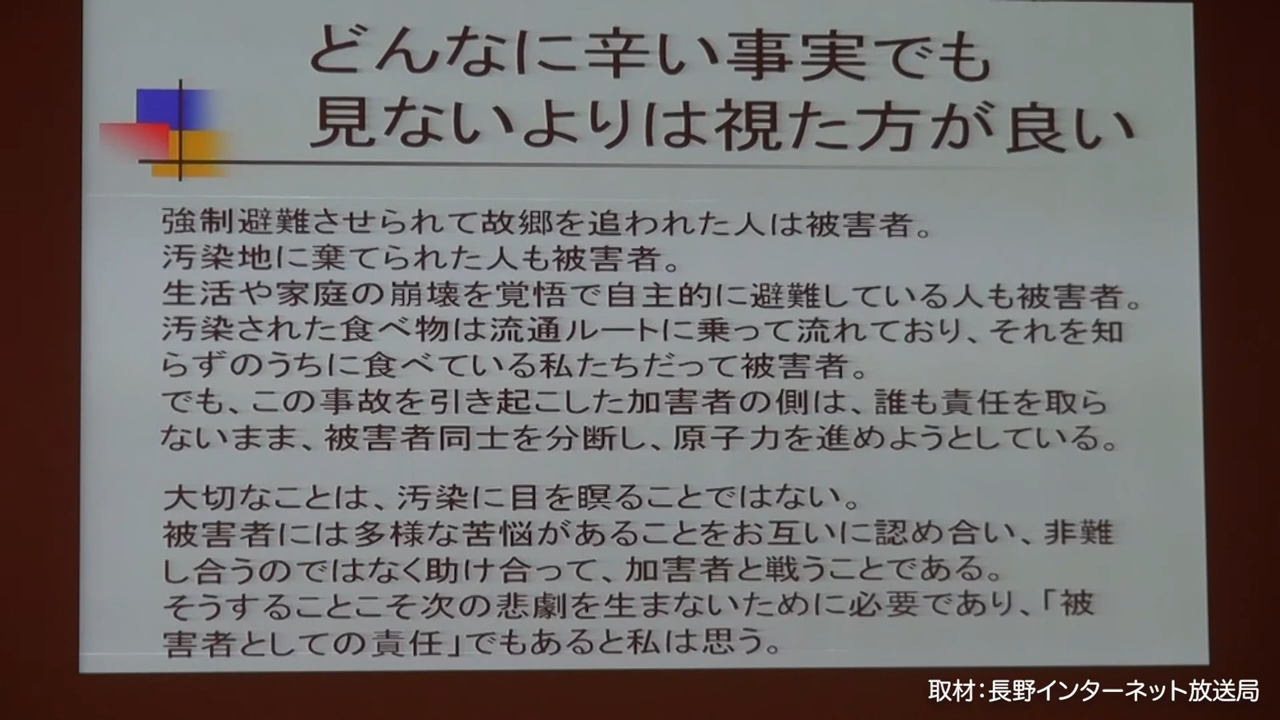 どんなに辛い事実でも
見ないよりは視た方が良い
強制避難させられて故郷を追われた人は被害者。
汚染地に棄てられた人も被害者。
生活や家庭の崩壊を覚悟で自主的に避難している人も被害者。
汚染された食べ物は流通ルートに乗って流れており、それを知
らずのうちに食べている私たちだって被害者。
でも、この事故を引き起こした加害者の側は、誰も責任を取ら
ないまま、被害者同士を分断し、原子力を進めようとしている。
大切なことは、汚染に目を瞑ることではない。
被害者には多様な苦悩があることをお互いに認め合い、非難
し合うのではなく助け合って、加害者と戦うことである。
そうすることこそ次の悲劇を生まないために必要であり、「被
害者としての責任」でもあると私は思う。
取材：長野インターネット放送局